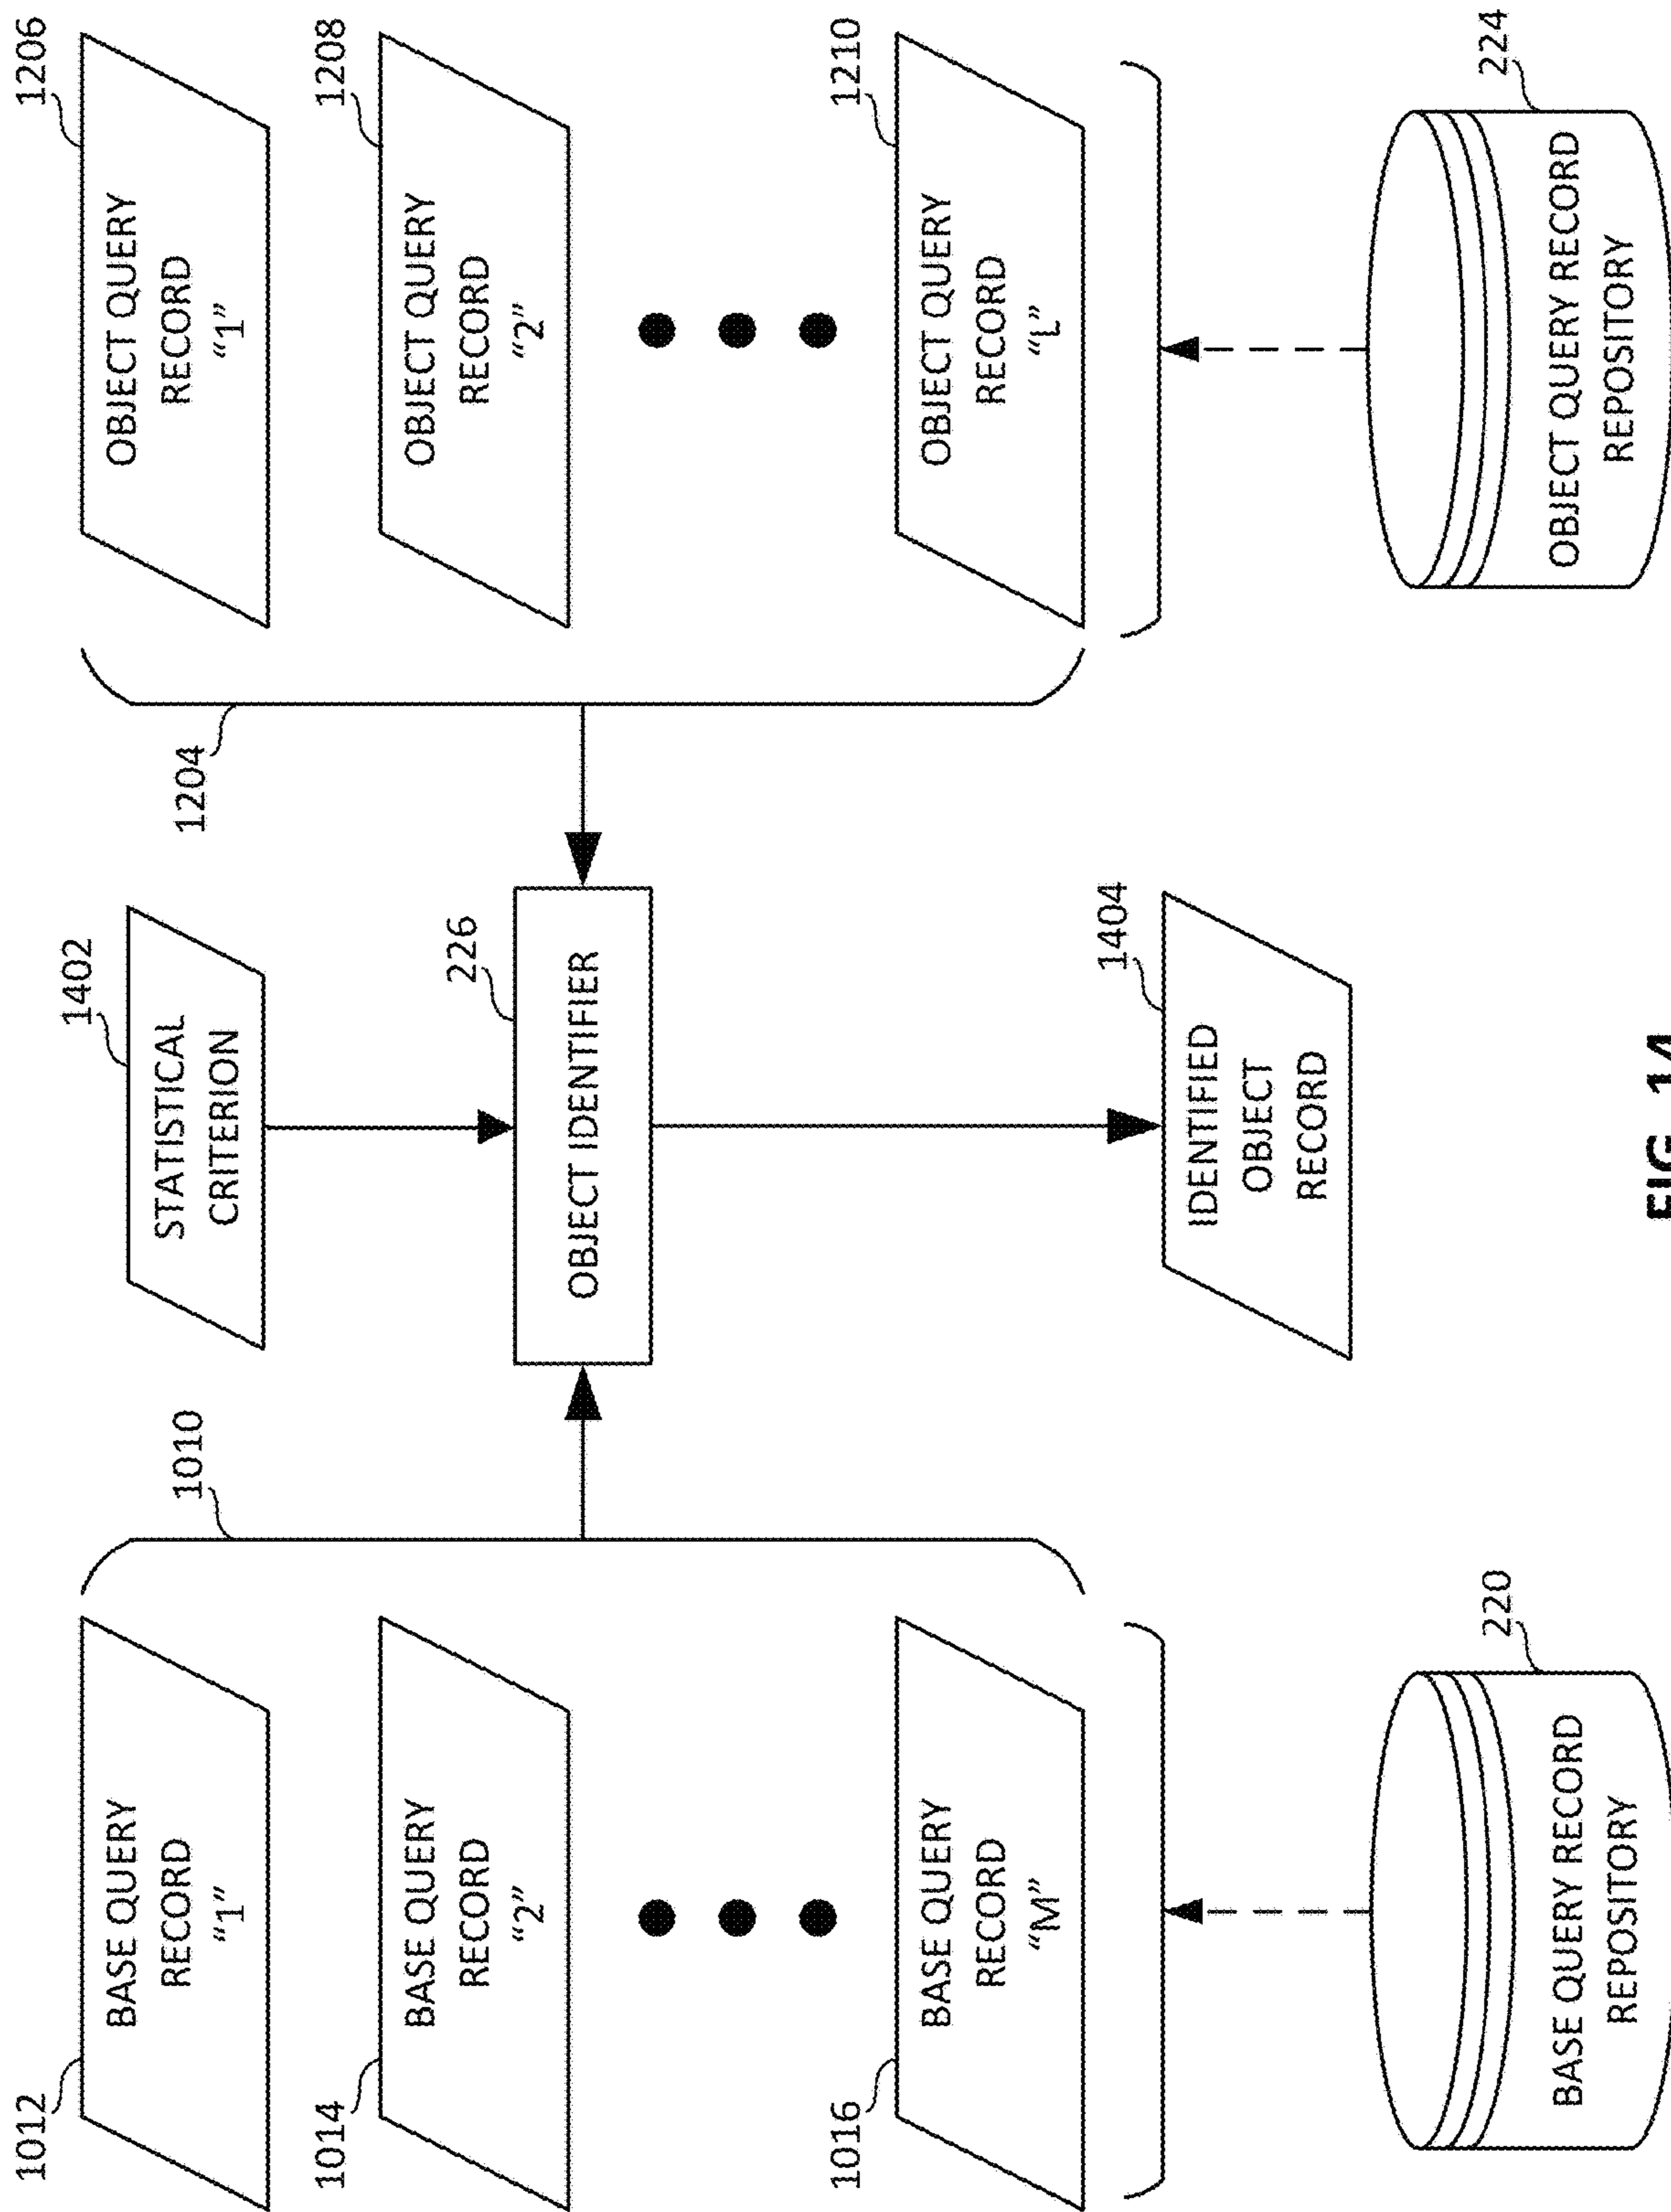 1012
BASE QUERY
RECORD
“1”
1014
BASE QUERY
RECORD
“2”
1016
BASE QUERY
RECORD
“M”
220
BASE QUERY RECORD
REPOSITORY
1010
1402
STATISTICAL
CRITERION
226
OBJECT IDENTIFIER
1404
IDENTIFIED
OBJECT
RECORD
1204
1206
OBJECT QUERY
RECORD
“1”
1208
OBJECT QUERY
RECORD
“2”
1210
OBJECT QUERY
RECORD
“L”
224
OBJECT QUERY RECORD
REPOSITORY
FIG. 14